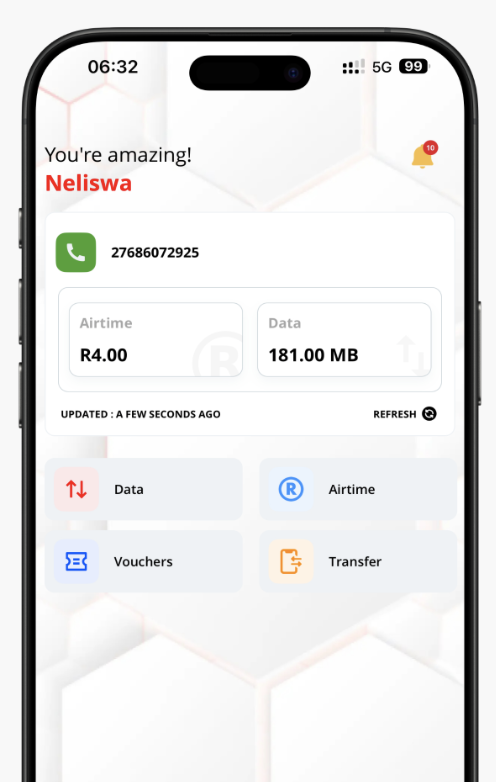 06:32 5G 99
You're amazing!
10
Neliswa
27686072925
Airtime Data
R4.00 181.00 MB
R
UPDATED : A FEW SECONDS AGO REFRESH
Data R Airtime
Vouchers Transfer